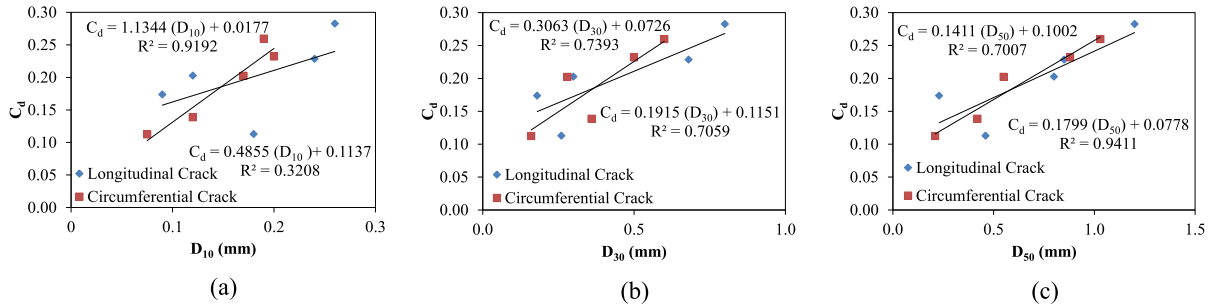 0.30
0.25
0.20
0.15
0.10
0.05
0.00
C_d
C_d = 1.1344 (D_10) + 0.0177
R² = 0.9192
C_d = 0.4855 (D_10) + 0.1137
R² = 0.3208
Longitudinal Crack
Circumferential Crack
0 0.1 0.2 0.3
D_10 (mm)
(a)
0.30
0.25
0.20
0.15
0.10
0.05
0.00
C_d
C_d = 0.3063 (D_30) + 0.0726
R² = 0.7393
C_d = 0.1915 (D_30) + 0.1151
R² = 0.7059
Longitudinal Crack
Circumferential Crack
0.0 0.5 1.0
D_30 (mm)
(b)
0.30
0.25
0.20
0.15
0.10
0.05
0.00
C_d
C_d = 0.1411 (D_50) + 0.1002
R² = 0.7007
C_d = 0.1799 (D_50) + 0.0778
R² = 0.9411
Longitudinal Crack
Circumferential Crack
0.0 0.5 1.0 1.5
D_50 (mm)
(c)